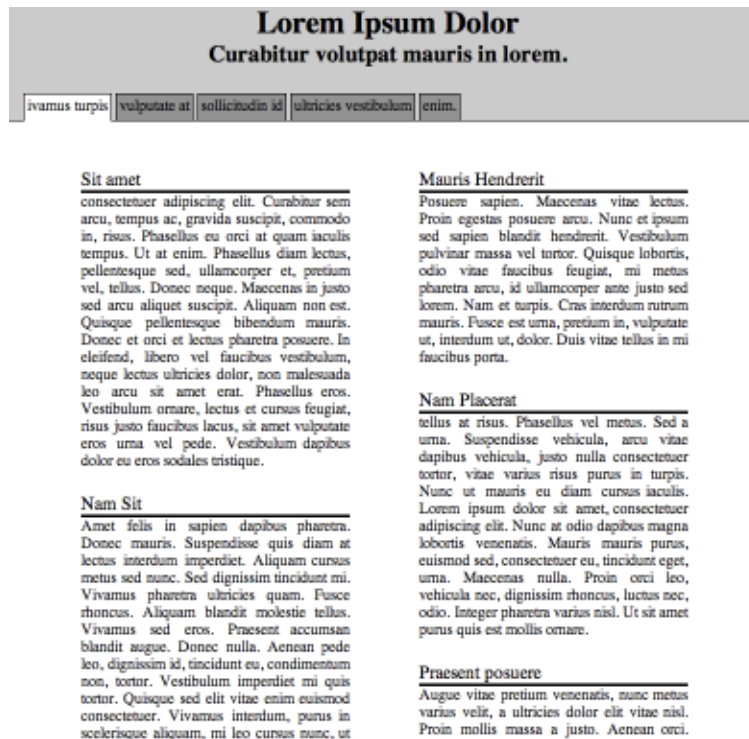 Lorem Ipsum Dolor
Curabitur volutpat mauris in lorem.
ivamus turpis vulputate at sollicitudin id ultricies vestibulum enim.
Sit amet
consectetuer adipiscing elit. Curabitur sem
arcu, tempus ac, gravida suscipit, commodo
in, risus. Phasellus eu orci at quam iaculis
tempus. Ut at enim. Phasellus diam lectus,
pellentesque sed, ullamcorper et, pretium
vel, tellus. Donec neque. Maecenas in justo
sed arcu aliquet suscipit. Aliquam non est.
Quisque pellentesque bibendum mauris.
Donec et orci et lectus pharetra posuere. In
eleifend, libero vel faucibus vestibulum,
neque lectus ultricies dolor, non malesuada
leo arcu sit amet erat. Phasellus eros.
Vestibulum ornare, lectus et cursus feugiat,
risus justo faucibus lacus, sit amet vulputate
eros urna vel pede. Vestibulum dapibus
dolor eu eros sodales tristique.
Nam Sit
Amet felis in sapien dapibus pharetra.
Donec mauris. Suspendisse quis diam at
lectus interdum imperdiet. Aliquam cursus
metus sed nunc. Sed dignissim tincidunt mi.
Vivamus pharetra ultricies quam. Fusce
rhoncus. Aliquam blandit molestie tellus.
Vivamus sed eros. Praesent accumsan
blandit augue. Donec nulla. Aenean pede
leo, dignissim id, tincidunt eu, condimentum
non, tortor. Vestibulum imperdiet mi quis
tortor. Quisque sed elit vitae enim euismod
consectetuer. Vivamus interdum, purus in
scelerisque aliquam, mi leo cursus nunc, ut
Mauris Hendrerit
Posuere sapien. Maecenas vitae lectus.
Proin egestas posuere arcu. Nunc et ipsum
sed sapien blandit hendrerit. Vestibulum
pulvinar massa vel tortor. Quisque lobortis,
odio vitae faucibus feugiat, mi metus
pharetra arcu, id ullamcorper ante justo sed
lorem. Nam et turpis. Cras interdum rutrum
mauris. Fusce est urna, pretium in, vulputate
ut, interdum ut, dolor. Duis vitae tellus in mi
faucibus porta.
Nam Placerat
tellus at risus. Phasellus vel metus. Sed a
urna. Suspendisse vehicula, arcu vitae
dapibus vehicula, justo nulla consectetuer
tortor, vitae varius risus purus in turpis.
Nunc ut mauris eu diam cursus iaculis.
Lorem ipsum dolor sit amet, consectetuer
adipiscing elit. Nunc at odio dapibus magna
lobortis venenatis. Mauris mauris purus,
euismod sed, consectetuer eu, tincidunt eget,
urna. Maecenas nulla. Proin orci leo,
vehicula nec, dignissim rhoncus, luctus nec,
odio. Integer pharetra varius nisl. Ut sit amet
purus quis est mollis ornare.
Praesent posuere
Augue vitae pretium venenatis, nunc metus
varius velit, a ultricies dolor elit vitae nisl.
Proin mollis massa a justo. Aenean orci.